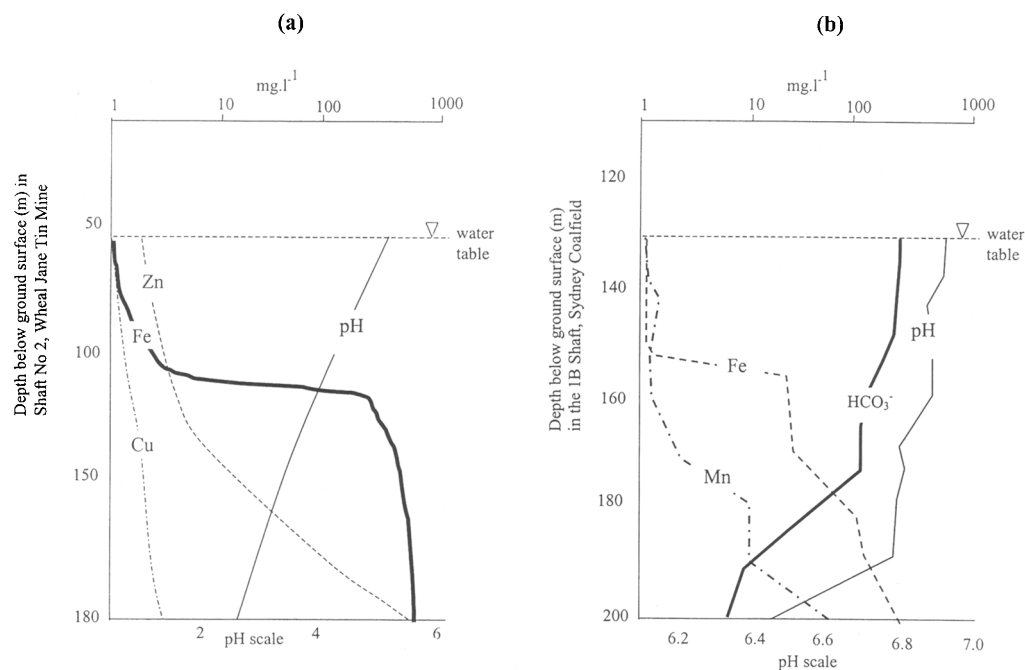 (a)
mg.l-1
1 10 100 1000
Depth below ground surface (m) in
Shaft No 2, Wheal Jane Tin Mine
50
100
150
180
water
table
Zn
Fe
pH
Cu
2 4 6
pH scale
(b)
mg.l-1
1 10 100 1000
Depth below ground surface (m)
in the 1B Shaft, Sydney Coalfield
120
140
160
180
200
water
table
pH
Fe
HCO3-
Mn
6.2 6.4 6.6 6.8 7.0
pH scale